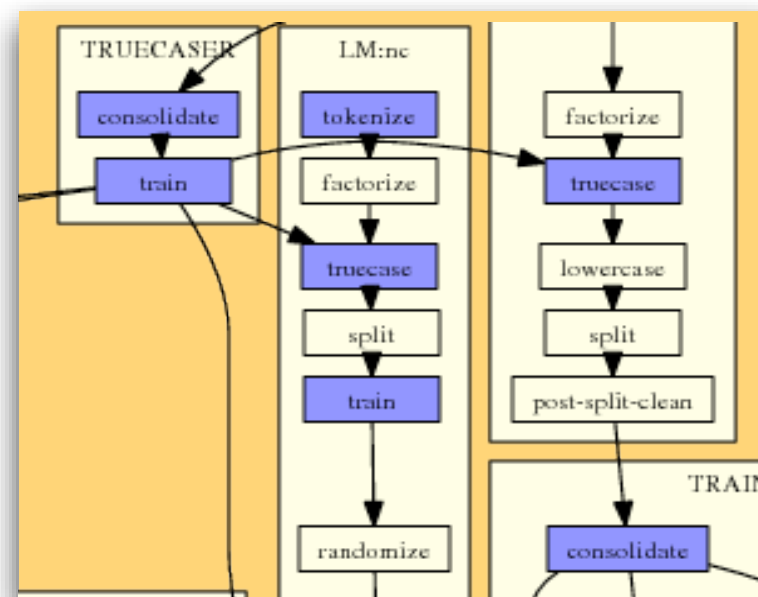 TRUECASER
consolidate
train
LM:nc
tokenize
factorize
truecase
split
train
randomize
factorize
truecase
lowercase
split
post-split-clean
TRAIN
consolidate